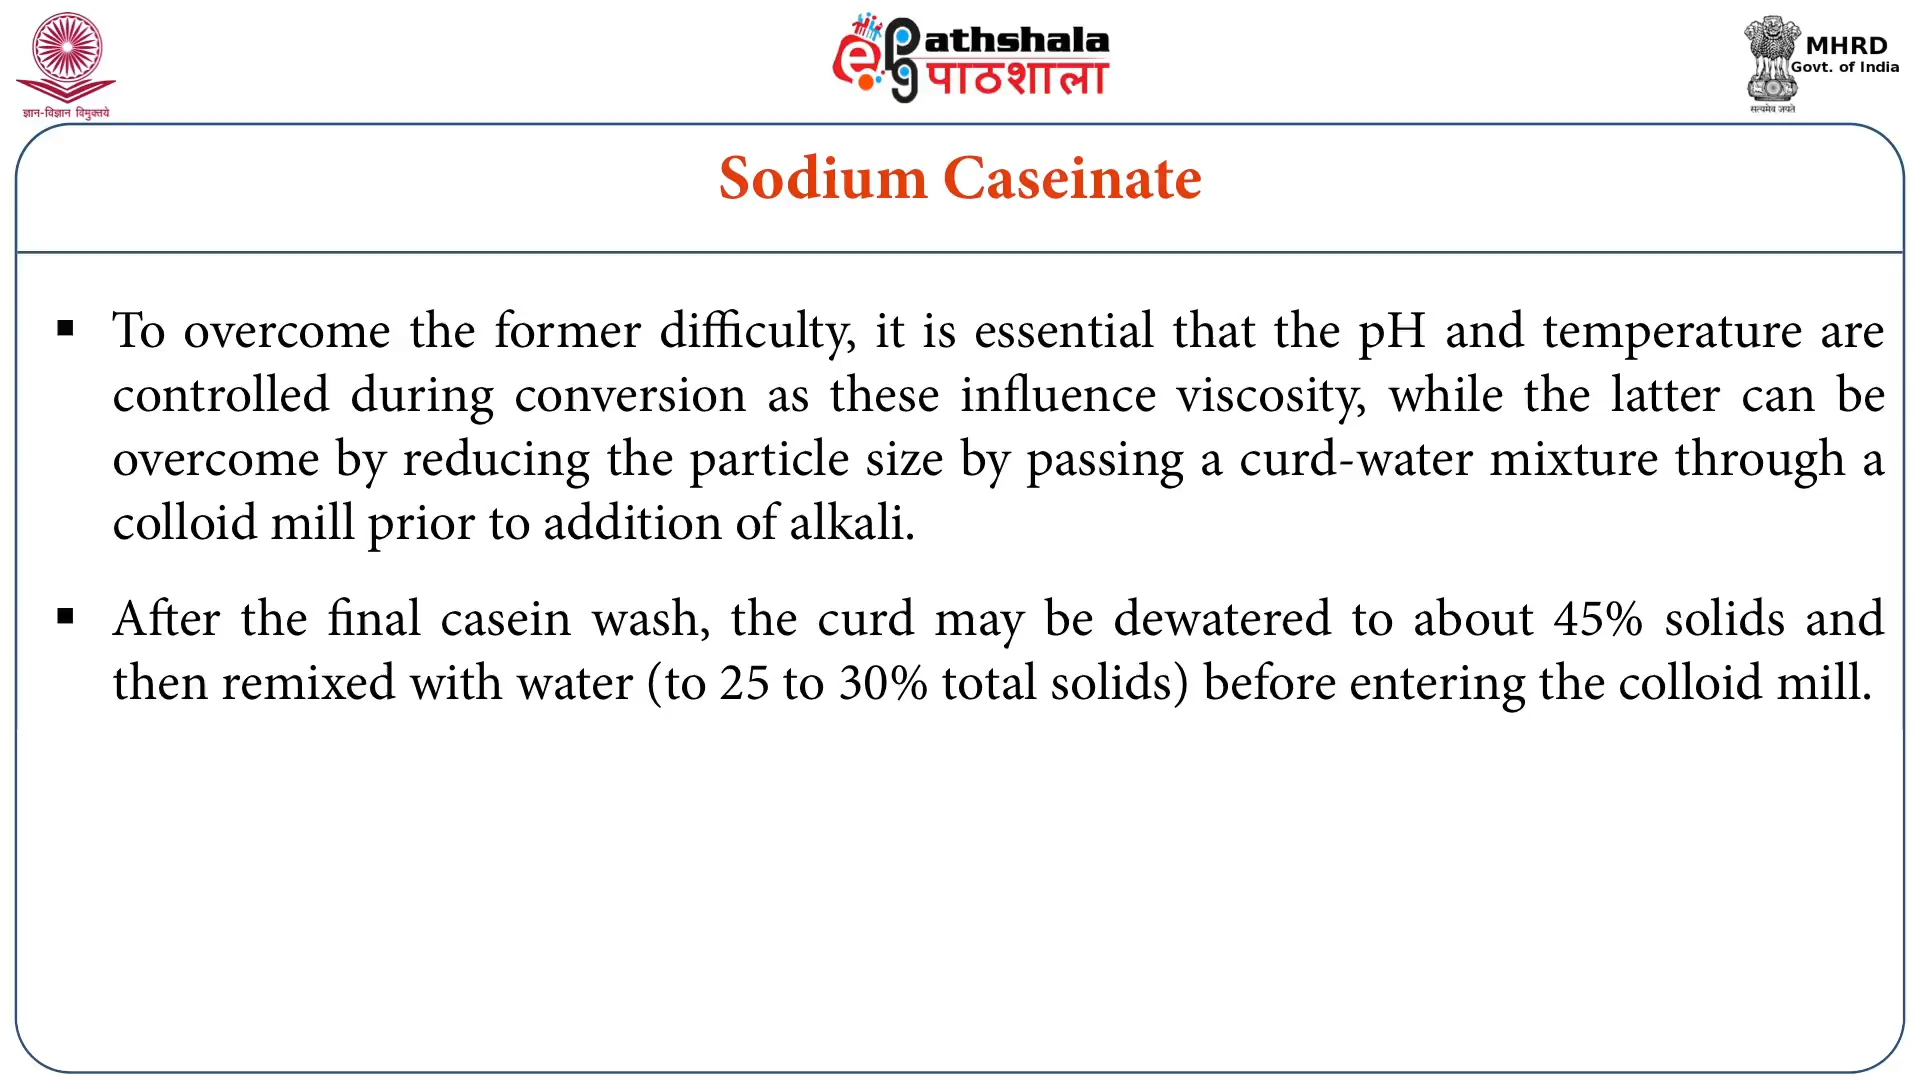 ज्ञान-विज्ञान विमुक्तये
ePathshala
पाठशाला
MHRD
Govt. of India
सत्यमेव जयते
Sodium Caseinate
▪ To overcome the former difficulty, it is essential that the pH and temperature are
controlled during conversion as these influence viscosity, while the latter can be
overcome by reducing the particle size by passing a curd-water mixture through a
colloid mill prior to addition of alkali.
▪ After the final casein wash, the curd may be dewatered to about 45% solids and
then remixed with water (to 25 to 30% total solids) before entering the colloid mill.